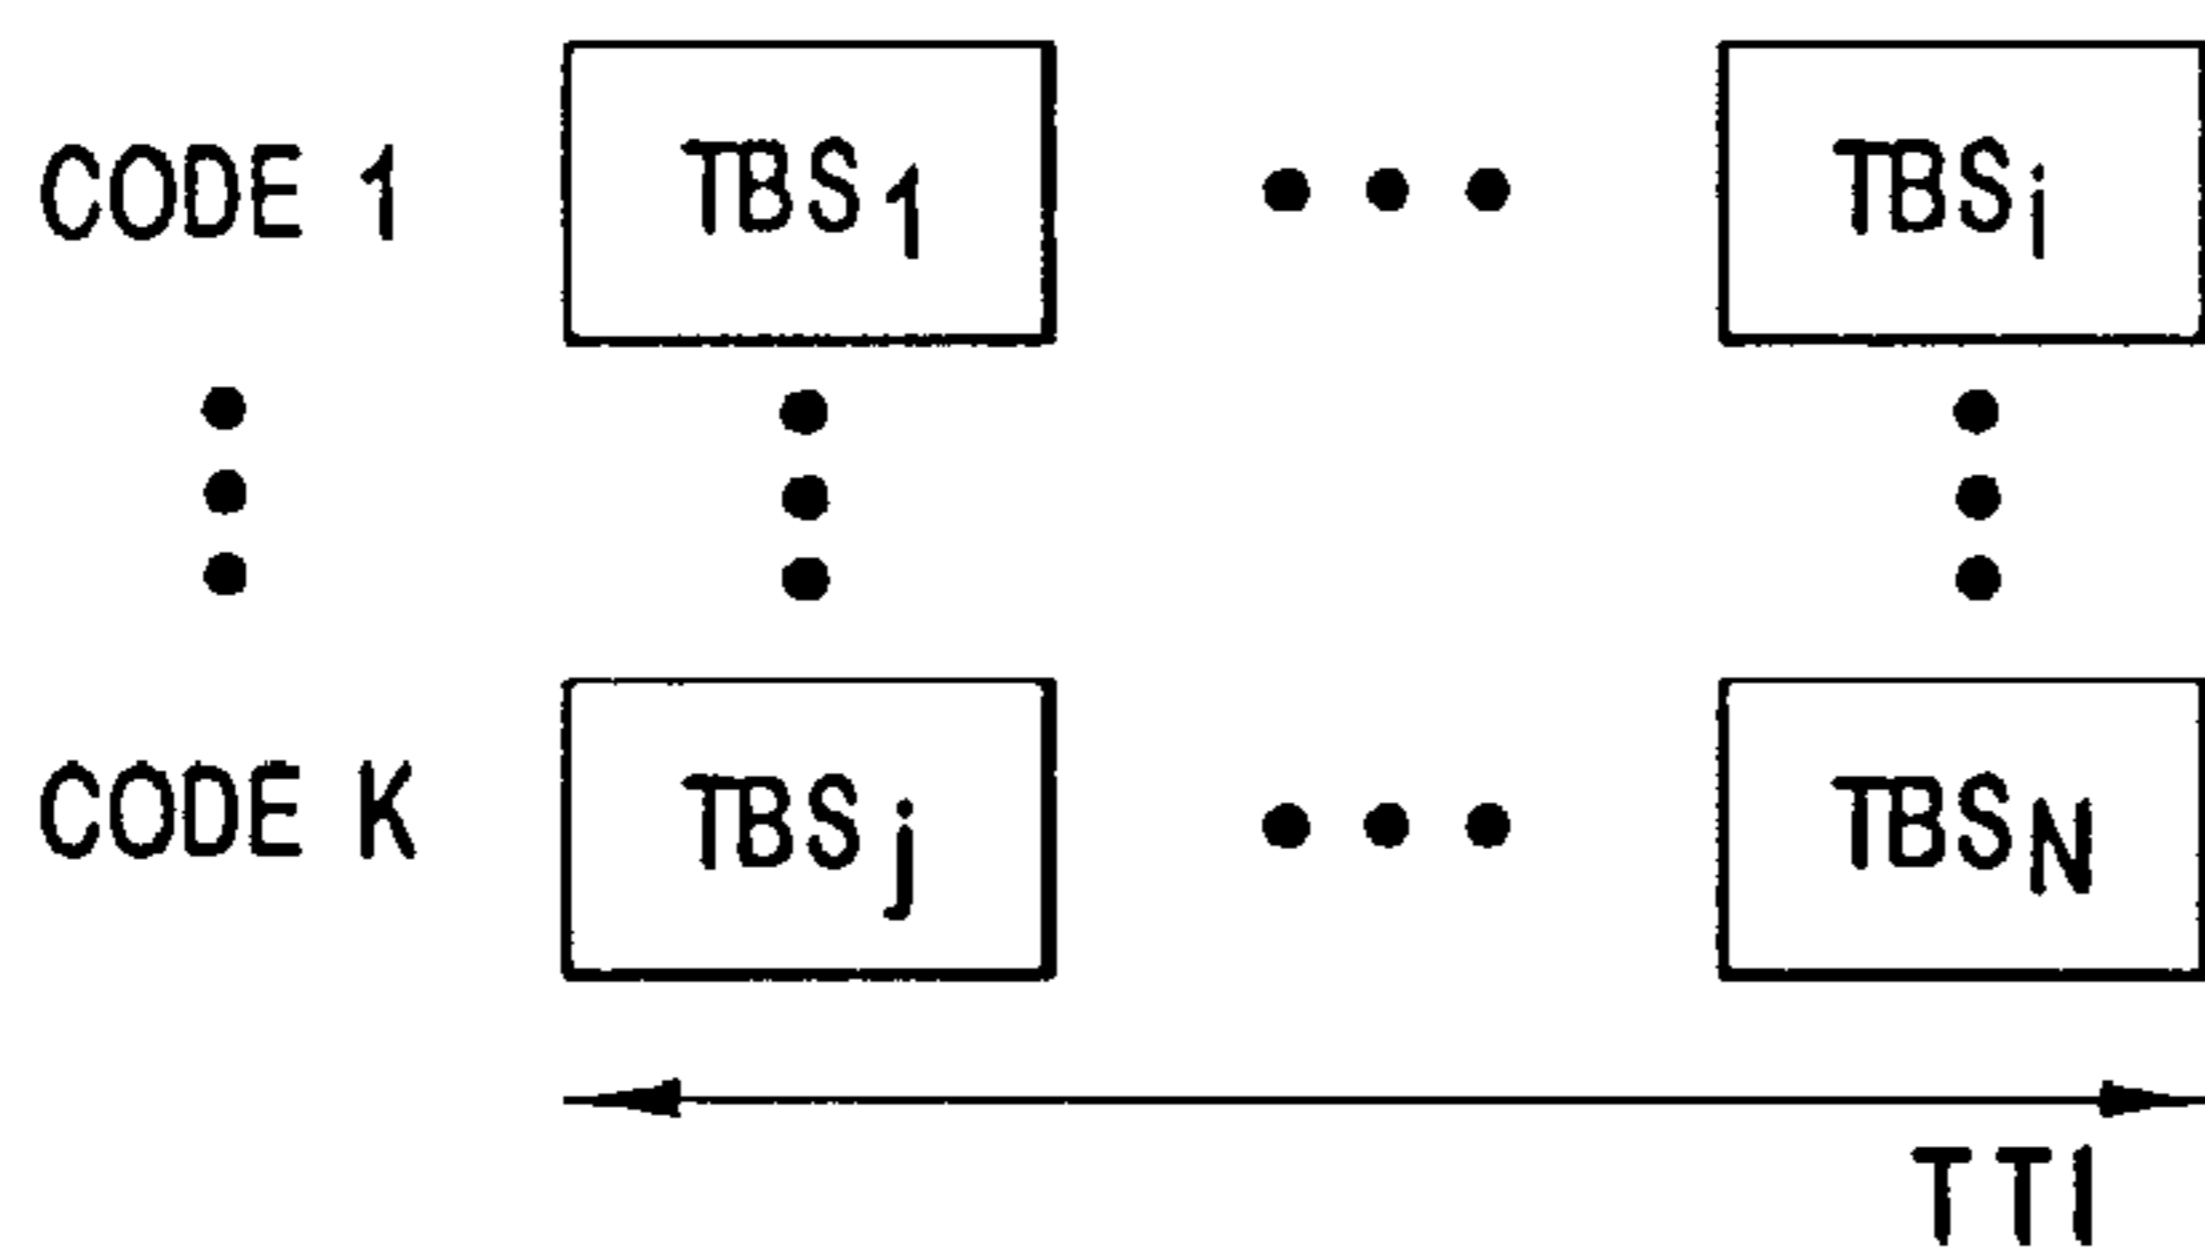 CODE 1 TBS1 ••• TBSi
CODE K TBSj ••• TBSN
TTI